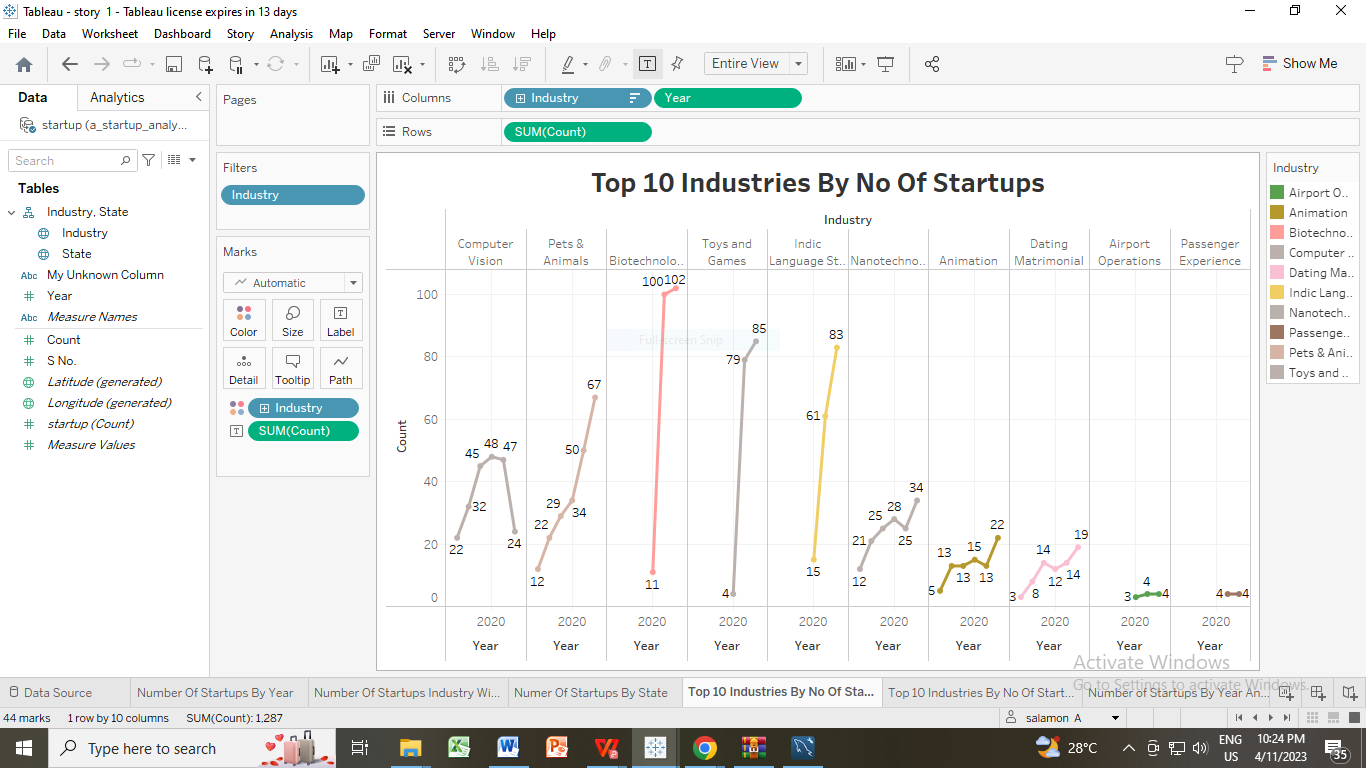 Tableau - story 1 - Tableau license expires in 13 days
File Data Worksheet Dashboard Story Analysis Map Format Server Window Help
Entire View Show Me
Data Analytics
startup (a_startup_analy...
Search
Tables
Industry, State
Industry
State
Abc My Unknown Column
Year
Abc Measure Names
Count
S No.
Latitude (generated)
Longitude (generated)
startup (Count)
Measure Values
Pages
Filters
Industry
Marks
Automatic
Color Size Label
Detail Tooltip Path
Industry
SUM(Count)
Columns Industry Year
Rows SUM(Count)
Top 10 Industries By No Of Startups
Industry
Computer Vision
Pets & Animals
Biotechnolo..
Toys and Games
Indic Language St..
Nanotechno..
Animation
Dating Matrimonial
Airport Operations
Passenger Experience
Count
100
80
60
40
20
0
22 32 45 48 47 24
12 22 29 34 50 67
11 100 102
4 79 85
15 61 83
12 21 25 28 25 34
5 13 13 15 13 22
3 8 14 12 14 19
3 4 4
4 4
Full-screen Snip
2020 2020 2020 2020 2020 2020 2020 2020 2020 2020
Year Year Year Year Year Year Year Year Year Year
Industry
Airport O..
Animation
Biotechno..
Computer ..
Dating Ma..
Indic Lang..
Nanotech..
Passenge..
Pets & Ani..
Toys and ..
Activate Windows
Go to Settings to activate Windows.
Data Source Number Of Startups By Year Number Of Startups Industry Wi... Numer Of Startups By State Top 10 Industries By No Of Sta... Top 10 Industries By No Of Start... Number of Startups By Year An...
44 marks 1 row by 10 columns SUM(Count): 1,287 salamon A
Type here to search 28°C ENG US 10:24 PM 4/11/2023 35